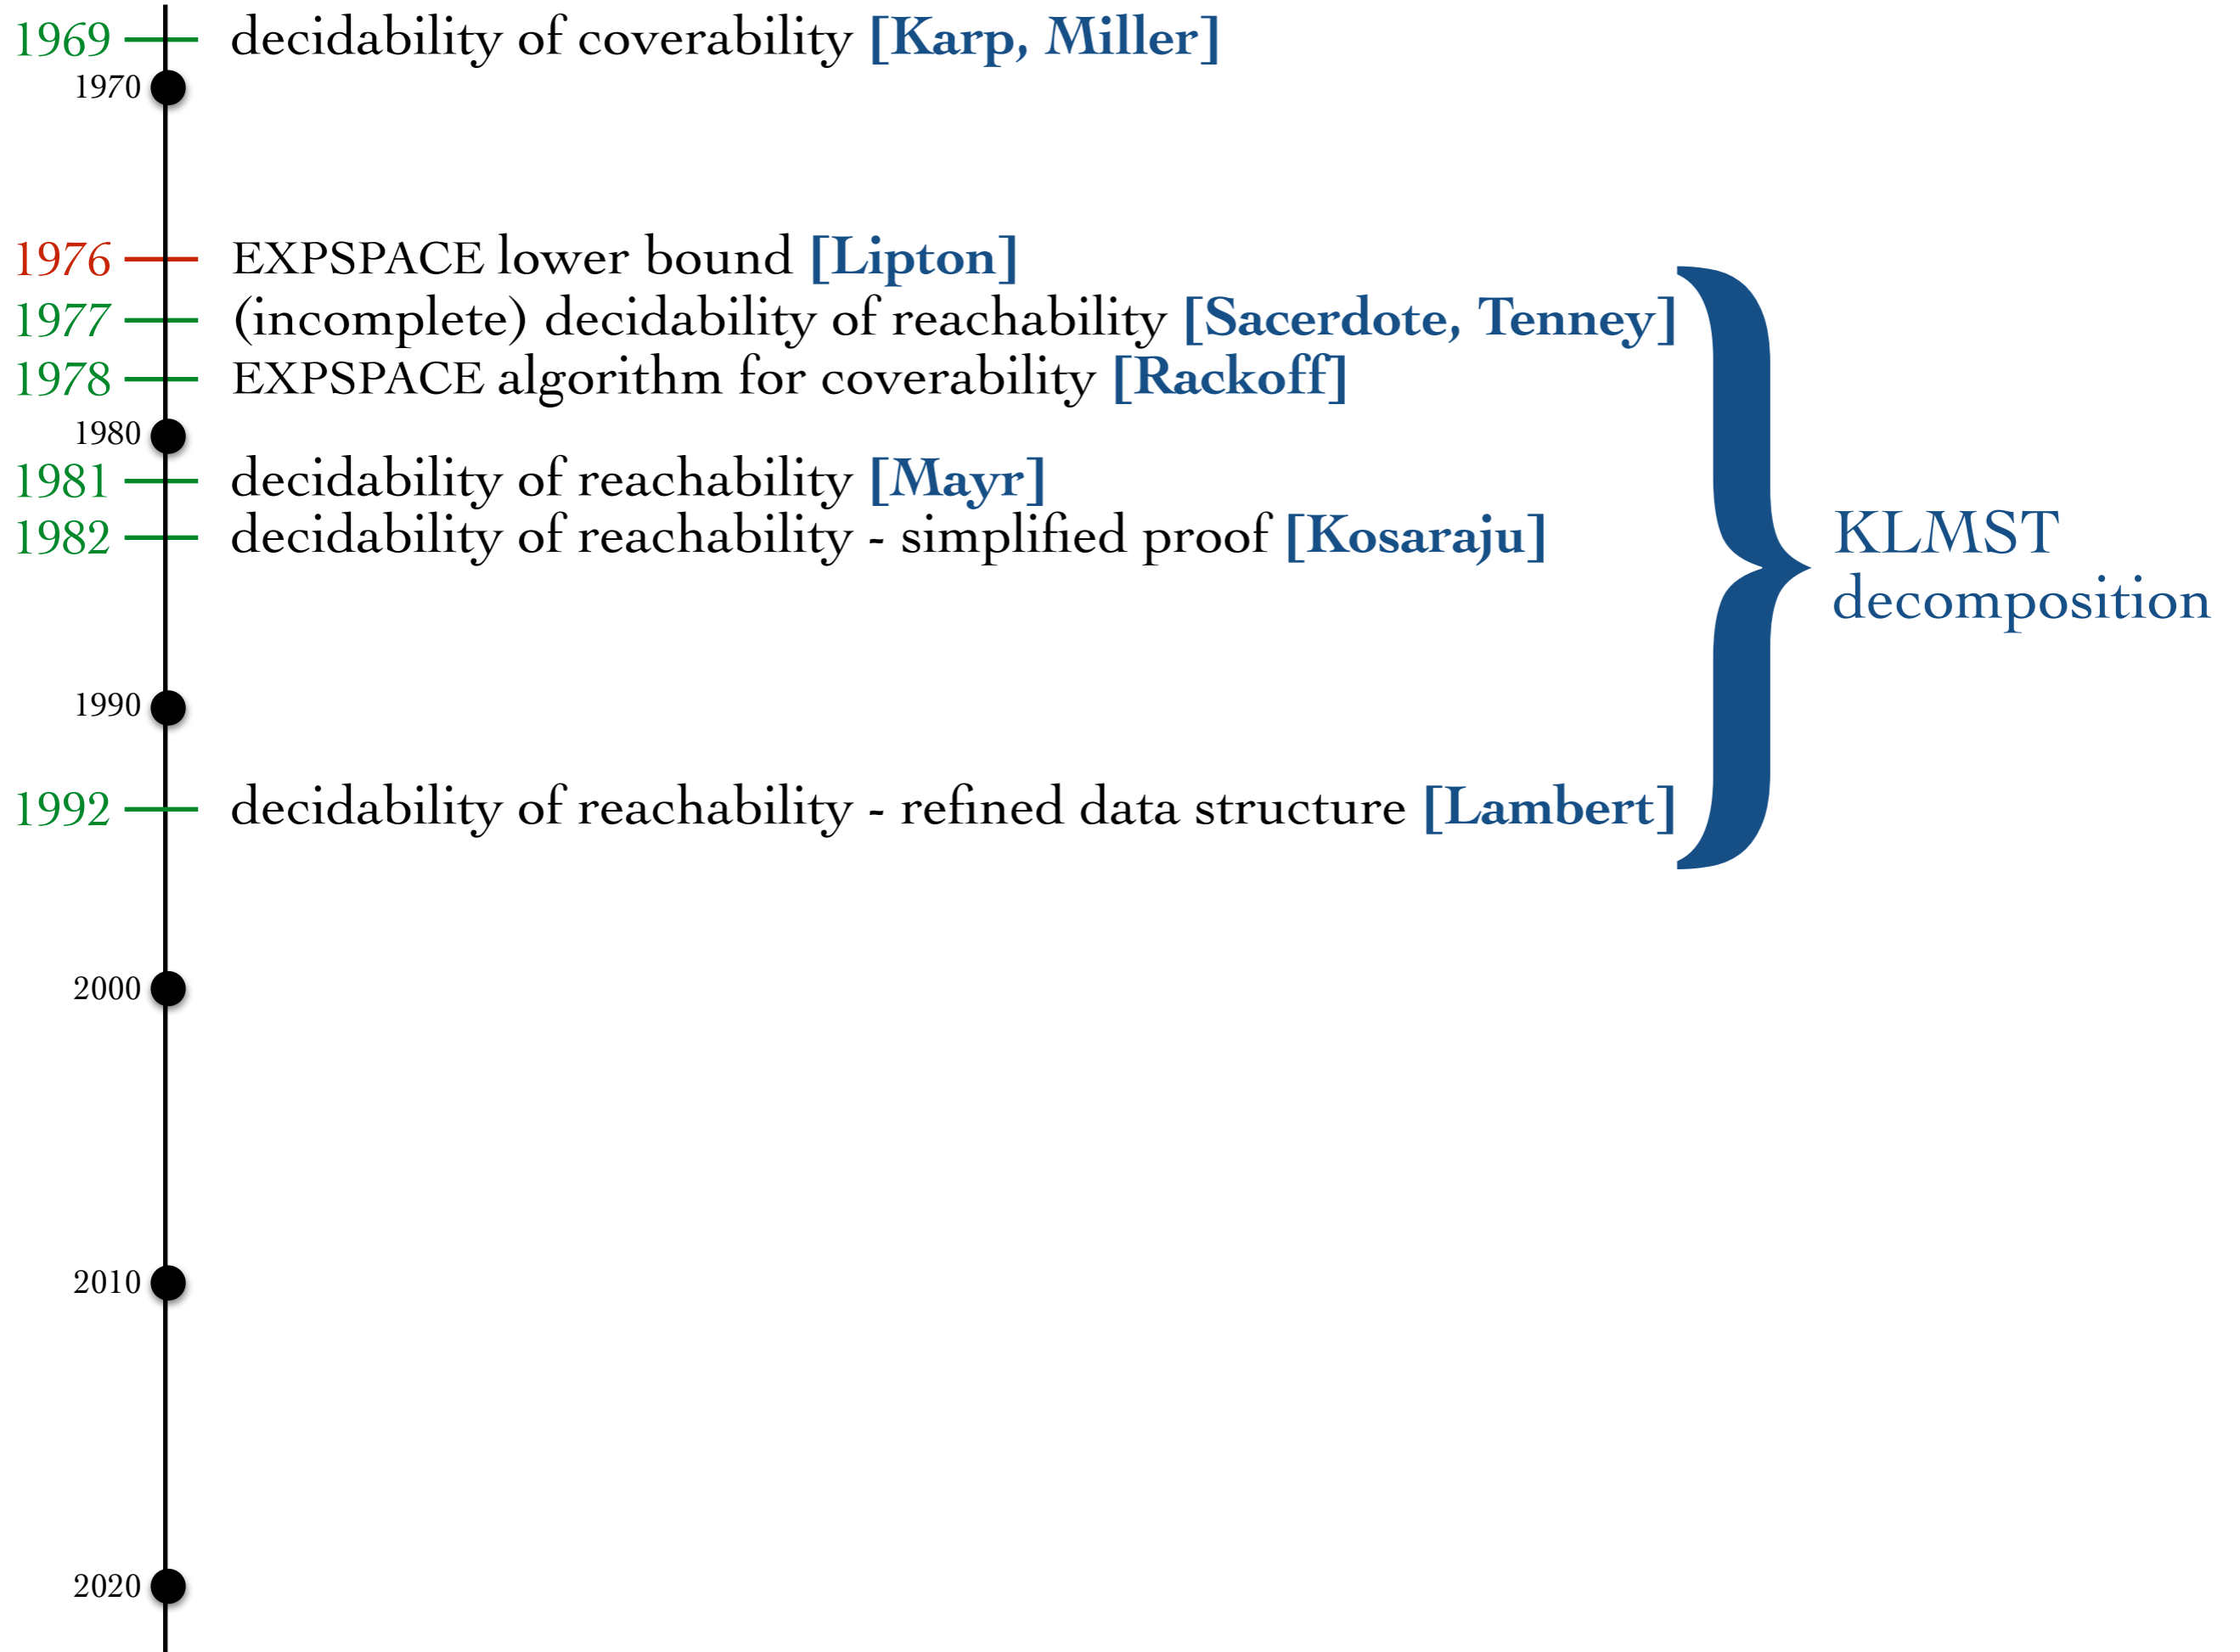 1969 decidability of coverability [Karp, Miller]
1970
1976 EXPSPACE lower bound [Lipton]
1977 (incomplete) decidability of reachability [Sacerdote, Tenney]
1978 EXPSPACE algorithm for coverability [Rackoff]
1980
1981 decidability of reachability [Mayr]
1982 decidability of reachability - simplified proof [Kosaraju]
KLMST
decomposition
1990
1992 decidability of reachability - refined data structure [Lambert]
2000
2010
2020